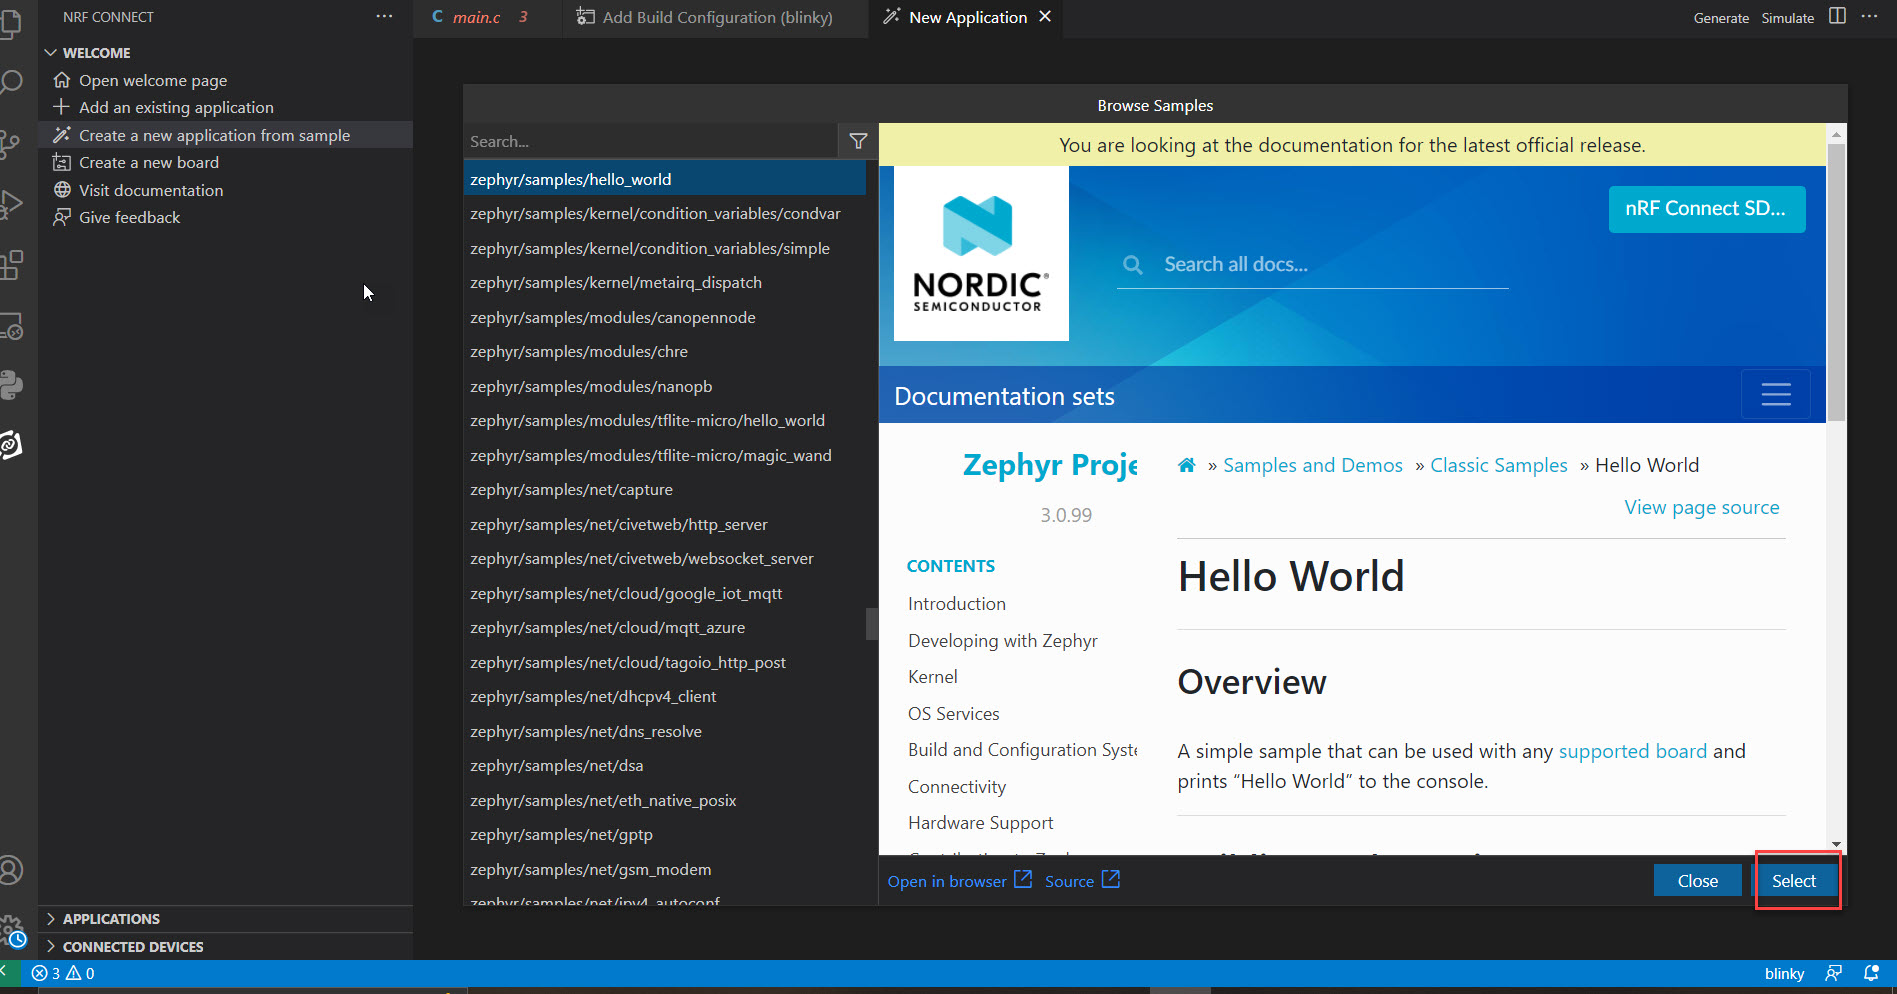 NRF CONNECT
WELCOME
Open welcome page
Add an existing application
Create a new application from sample
Create a new board
Visit documentation
Give feedback
APPLICATIONS
CONNECTED DEVICES
C main.c 3
Add Build Configuration (blinky)
New Application
Generate Simulate
Browse Samples
Search...
zephyr/samples/hello_world
zephyr/samples/kernel/condition_variables/condvar
zephyr/samples/kernel/condition_variables/simple
zephyr/samples/kernel/metairq_dispatch
zephyr/samples/modules/canopennode
zephyr/samples/modules/chre
zephyr/samples/modules/nanopb
zephyr/samples/modules/tflite-micro/hello_world
zephyr/samples/modules/tflite-micro/magic_wand
zephyr/samples/net/capture
zephyr/samples/net/civetweb/http_server
zephyr/samples/net/civetweb/websocket_server
zephyr/samples/net/cloud/google_iot_mqtt
zephyr/samples/net/cloud/mqtt_azure
zephyr/samples/net/cloud/tagoio_http_post
zephyr/samples/net/dhcpv4_client
zephyr/samples/net/dns_resolve
zephyr/samples/net/dsa
zephyr/samples/net/eth_native_posix
zephyr/samples/net/gptp
zephyr/samples/net/gsm_modem
zephyr/samples/net/ipv4_autoconf
You are looking at the documentation for the latest official release.
NORDIC®
SEMICONDUCTOR
nRF Connect SD...
Search all docs...
Documentation sets
Zephyr Proje
3.0.99
CONTENTS
Introduction
Developing with Zephyr
Kernel
OS Services
Build and Configuration Syste
Connectivity
Hardware Support
» Samples and Demos » Classic Samples » Hello World
View page source
Hello World
Overview
A simple sample that can be used with any supported board and
prints “Hello World” to the console.
Open in browser Source
Close Select
3 0
blinky